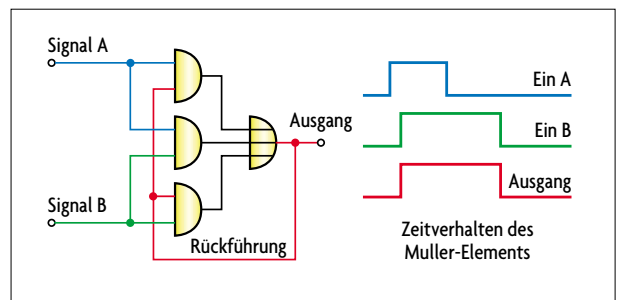 Signal A
Signal B
Ausgang
Rückführung
Ein A
Ein B
Ausgang
Zeitverhalten des
Muller-Elements